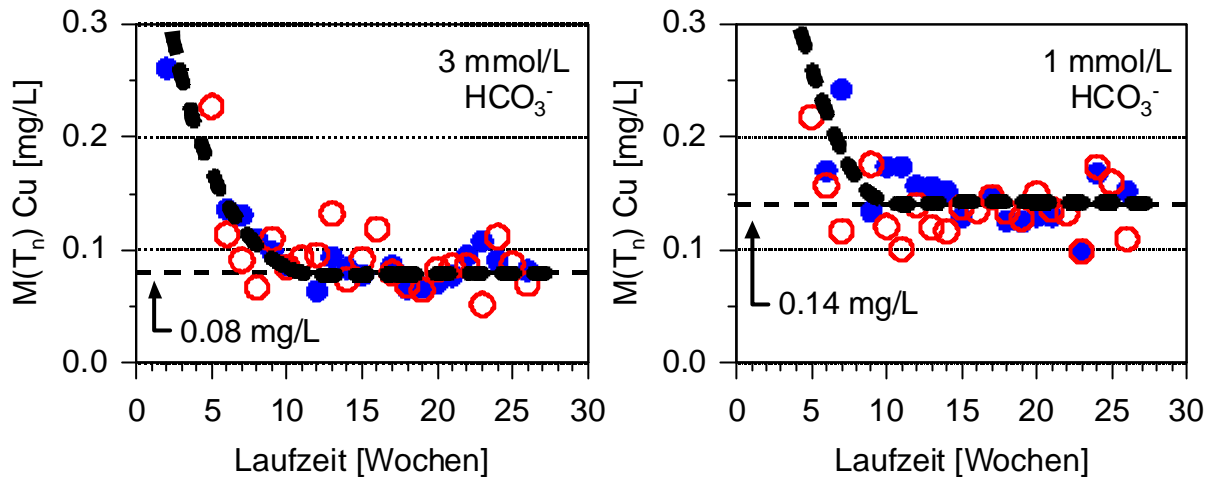 M(Tn) Cu [mg/L]
0.3
0.2
0.1
0.0
3 mmol/L
HCO3-
0.08 mg/L
0 5 10 15 20 25 30
Laufzeit [Wochen]
M(Tn) Cu [mg/L]
0.3
0.2
0.1
0.0
1 mmol/L
HCO3-
0.14 mg/L
0 5 10 15 20 25 30
Laufzeit [Wochen]